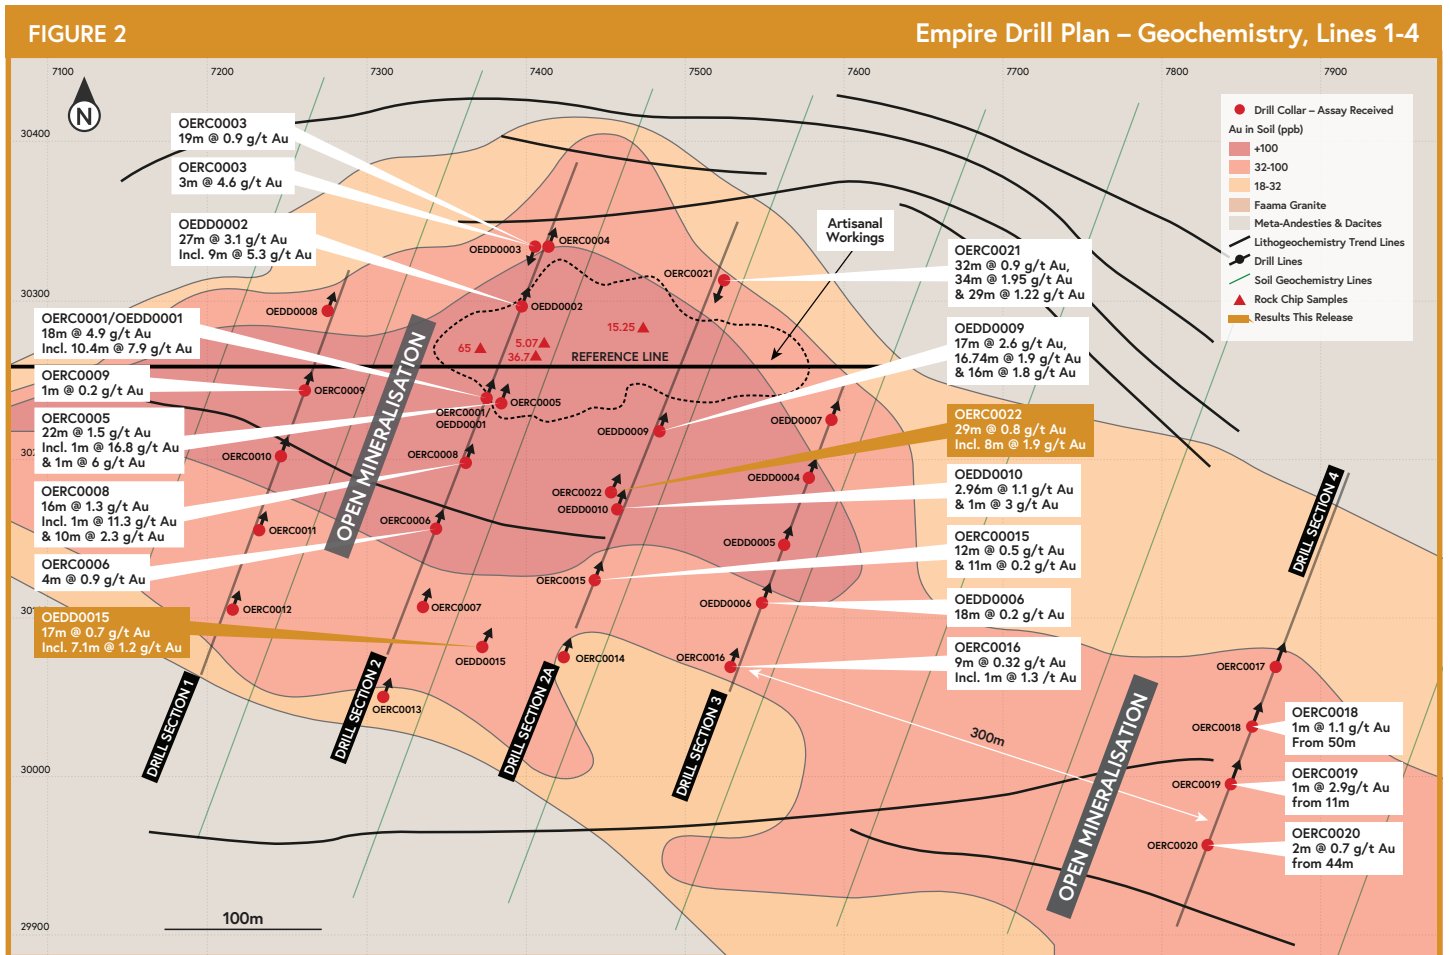 FIGURE 2
Empire Drill Plan – Geochemistry, Lines 1-4
7100
7200
7300
7400
7500
7600
7700
7800
7900
N
30400
30300
30000
29900
OERC0003
19m @ 0.9 g/t Au
OERC0003
3m @ 4.6 g/t Au
OEDD0002
27m @ 3.1 g/t Au
Incl. 9m @ 5.3 g/t Au
OERC0001/OEDD0001
18m @ 4.9 g/t Au
Incl. 10.4m @ 7.9 g/t Au
OERC0009
1m @ 0.2 g/t Au
OERC0005
22m @ 1.5 g/t Au
Incl. 1m @ 16.8 g/t Au
& 1m @ 6 g/t Au
OERC0008
16m @ 1.3 g/t Au
Incl. 1m @ 11.3 g/t Au
& 10m @ 2.3 g/t Au
OERC0006
4m @ 0.9 g/t Au
OEDD0015
17m @ 0.7 g/t Au
Incl. 7.1m @ 1.2 g/t Au
Artisanal
Workings
OERC0021
32m @ 0.9 g/t Au,
34m @ 1.95 g/t Au
& 29m @ 1.22 g/t Au
OEDD0009
17m @ 2.6 g/t Au,
16.74m @ 1.9 g/t Au
& 16m @ 1.8 g/t Au
OERC0022
29m @ 0.8 g/t Au
Incl. 8m @ 1.9 g/t Au
OEDD0010
2.96m @ 1.1 g/t Au
& 1m @ 3 g/t Au
OERC00015
12m @ 0.5 g/t Au
& 11m @ 0.2 g/t Au
OEDD0006
18m @ 0.2 g/t Au
OERC0016
9m @ 0.32 g/t Au
Incl. 1m @ 1.3 /t Au
OERC0018
1m @ 1.1 g/t Au
From 50m
OERC0019
1m @ 2.9g/t Au
from 11m
OERC0020
2m @ 0.7 g/t Au
from 44m
Drill Collar – Assay Received
Au in Soil (ppb)
+100
32-100
18-32
Faama Granite
Meta-Andesties & Dacites
Lithogeochemistry Trend Lines
Drill Lines
Soil Geochemistry Lines
Rock Chip Samples
Results This Release
OEDD0003
OERC0004
OERC0021
OEDD0008
OEDD0002
15.25
65
5.07
36.7
REFERENCE LINE
OERC0009
OERC0001/
OEDD0001
OERC0005
OEDD0009
OEDD0007
OERC0010
OERC0008
OEDD0004
OERC0022
OEDD0010
OERC0011
OERC0006
OEDD0005
OERC0015
OERC0012
OERC0007
OEDD0006
OEDD0015
OERC0014
OERC0016
OERC0013
OERC0017
OERC0018
OERC0019
OERC0020
OPEN MINERALISATION
OPEN MINERALISATION
DRILL SECTION 1
DRILL SECTION 2
DRILL SECTION 2A
DRILL SECTION 3
DRILL SECTION 4
300m
100m